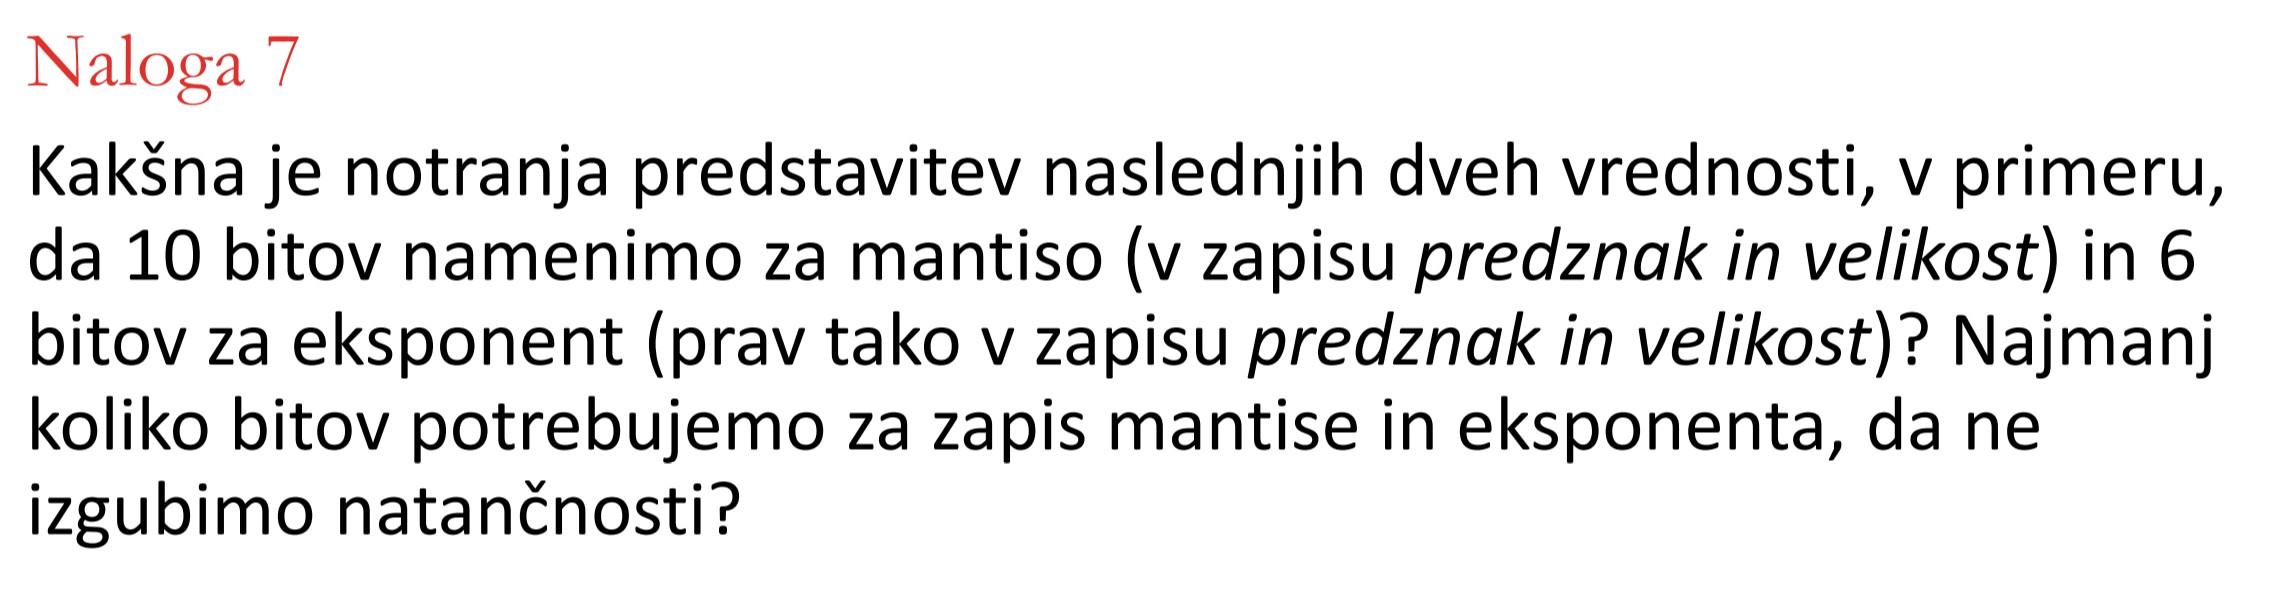 Naloga 7
Kakšna je notranja predstavitev naslednjih dveh vrednosti, v primeru,
da 10 bitov namenimo za mantiso (v zapisu predznak in velikost) in 6
bitov za eksponent (prav tako v zapisu predznak in velikost)? Najmanj
koliko bitov potrebujemo za zapis mantise in eksponenta, da ne
izgubimo natančnosti?